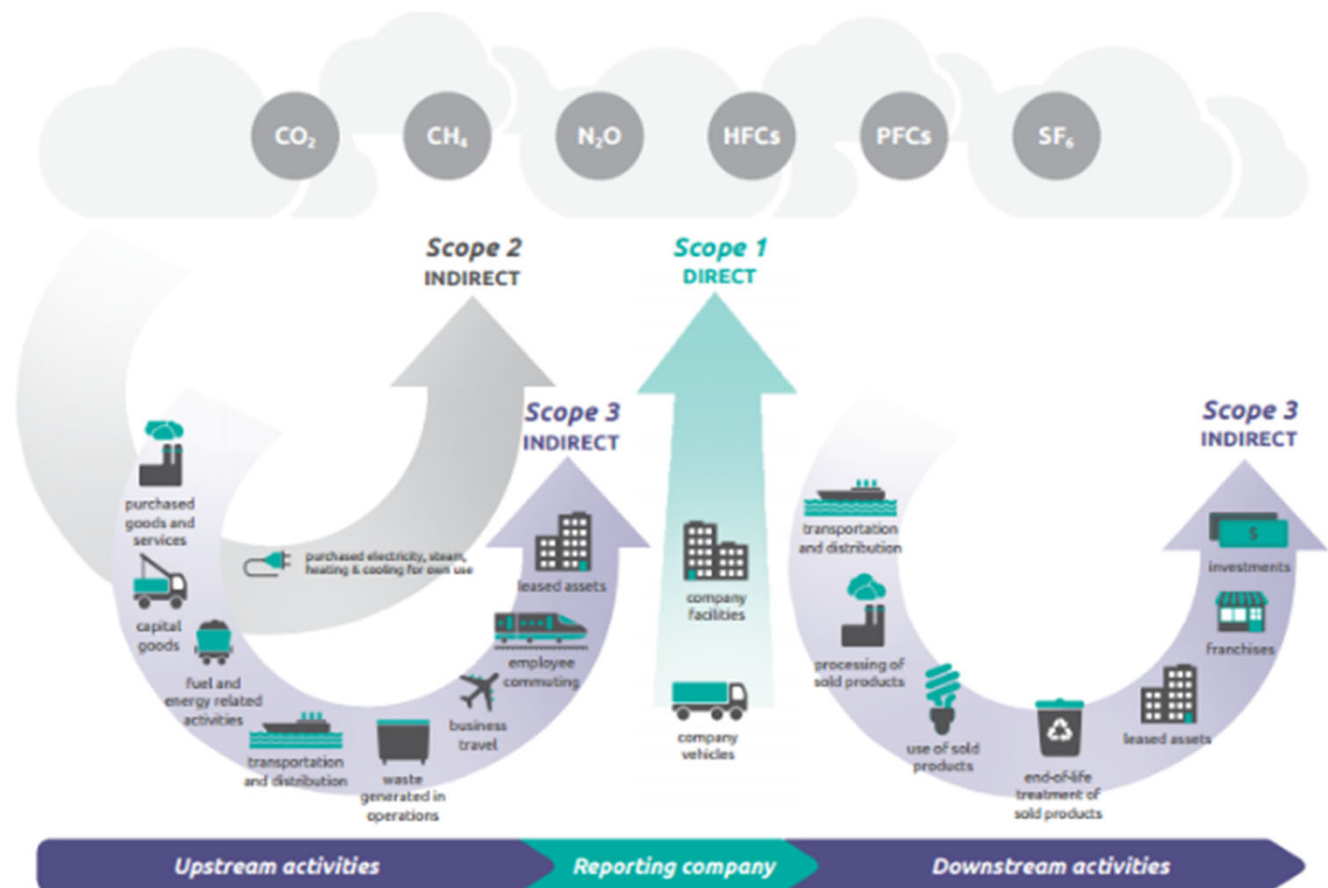 CO₂
CH₄
N₂O
HFCs
PFCs
SF₆
Scope 2
INDIRECT
Scope 1
DIRECT
Scope 3
INDIRECT
Scope 3
INDIRECT
purchased
goods and
services
capital
goods
fuel and
energy related
activities
transportation
and distribution
waste
generated in
operations
business
travel
employee
commuting
leased assets
purchased electricity, steam,
heating & cooling for own use
company
facilities
company
vehicles
transportation
and distribution
processing of
sold products
use of sold
products
end-of-life
treatment of
sold products
leased assets
franchises
$
investments
Upstream activities
Reporting company
Downstream activities